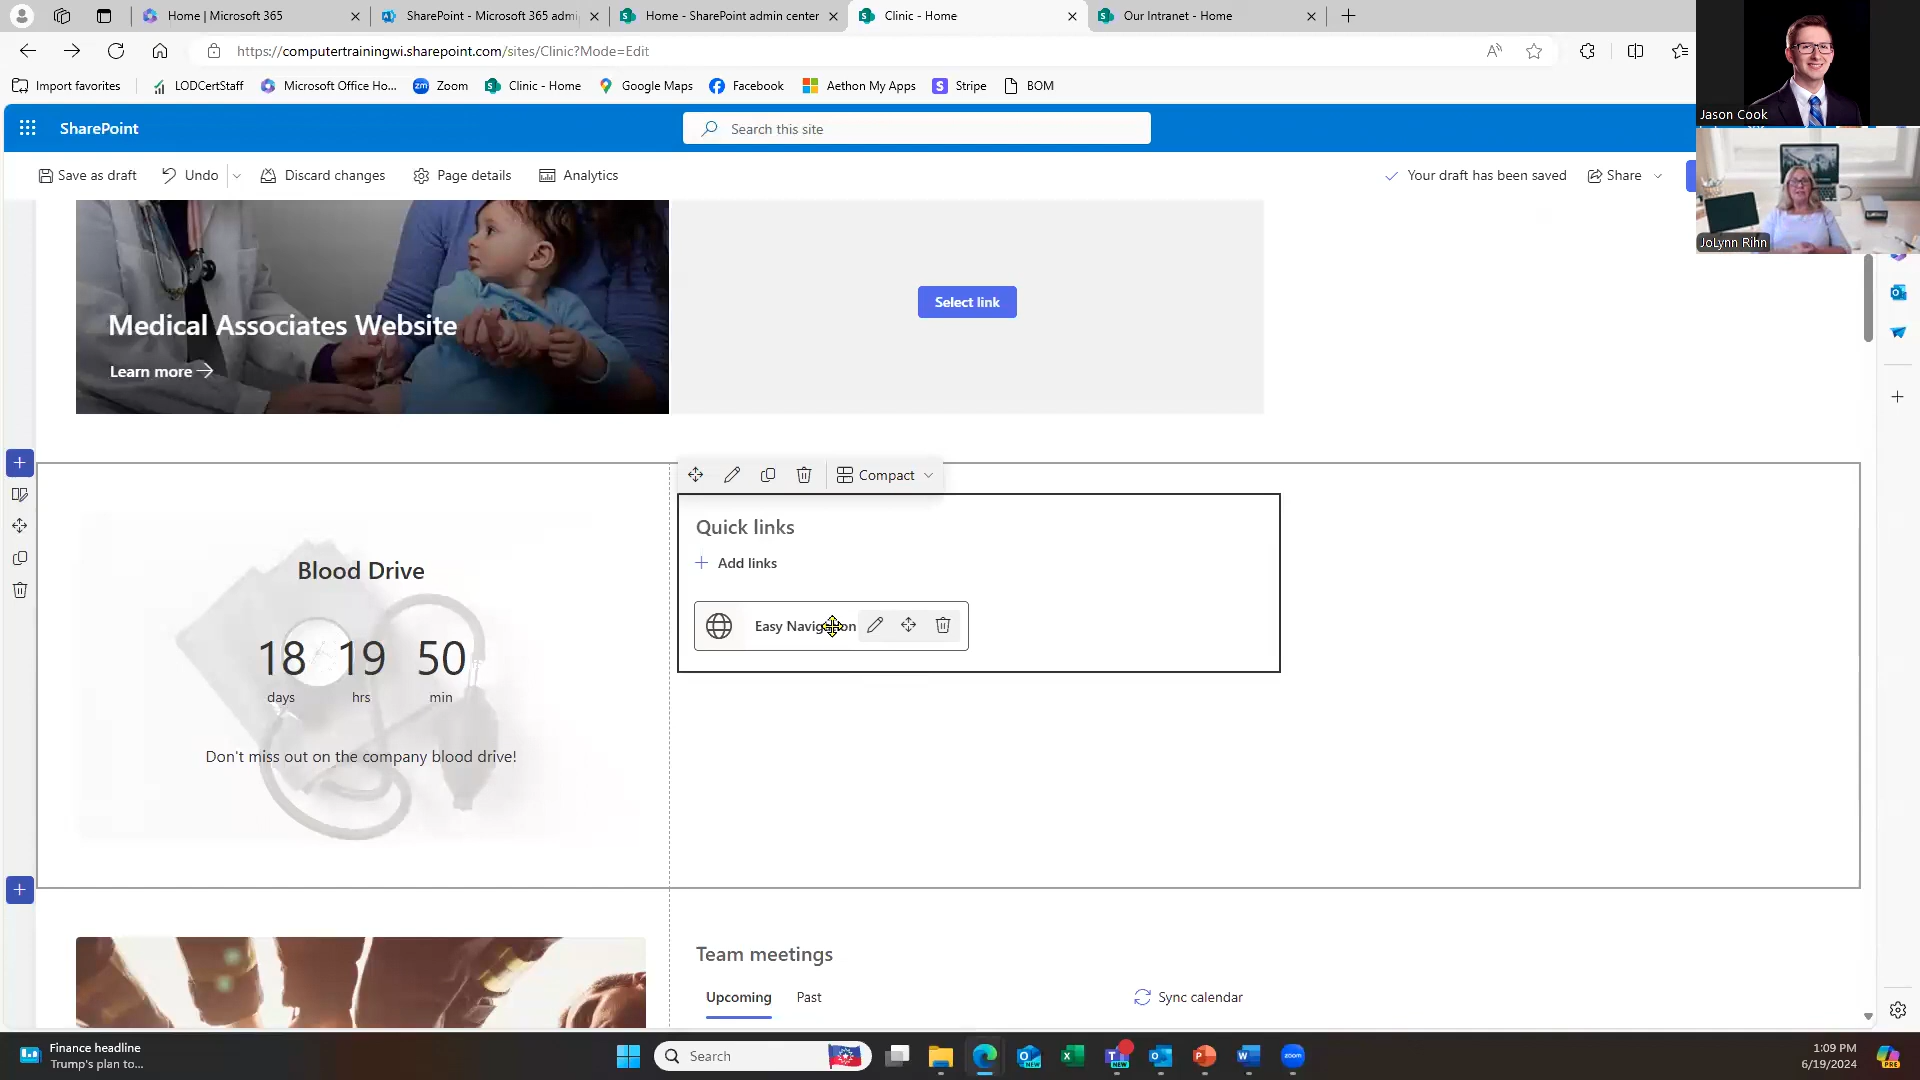 Home | Microsoft 365
SharePoint - Microsoft 365 admi
Home - SharePoint admin center
Clinic - Home
Our Intranet - Home
https://computertrainingwi.sharepoint.com/sites/Clinic?Mode=Edit
Import favorites
LODCertStaff
Microsoft Office Ho...
Zoom
Clinic - Home
Google Maps
Facebook
Aethon My Apps
Stripe
BOM
Jason Cook
SharePoint
Search this site
Save as draft
Undo
Discard changes
Page details
Analytics
Your draft has been saved
Share
JoLynn Rihn
Medical Associates Website
Learn more
Select link
Compact
Quick links
Add links
Easy Navigation
Blood Drive
18 19 50
days hrs min
Don't miss out on the company blood drive!
Team meetings
Upcoming
Past
Sync calendar
Finance headline
Trump's plan to...
Search
1:09 PM
6/19/2024